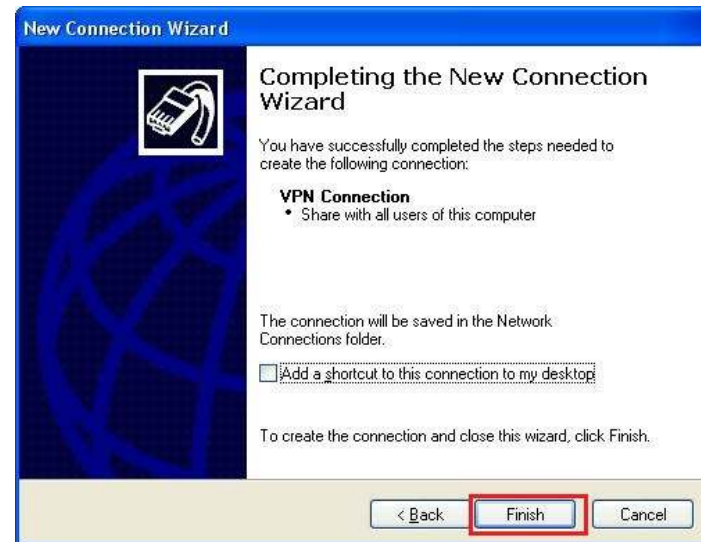 New Connection Wizard
Completing the New Connection
Wizard
You have successfully completed the steps needed to
create the following connection:
VPN Connection
• Share with all users of this computer
The connection will be saved in the Network
Connections folder.
Add a shortcut to this connection to my desktop
To create the connection and close this wizard, click Finish.
< Back
Finish
Cancel